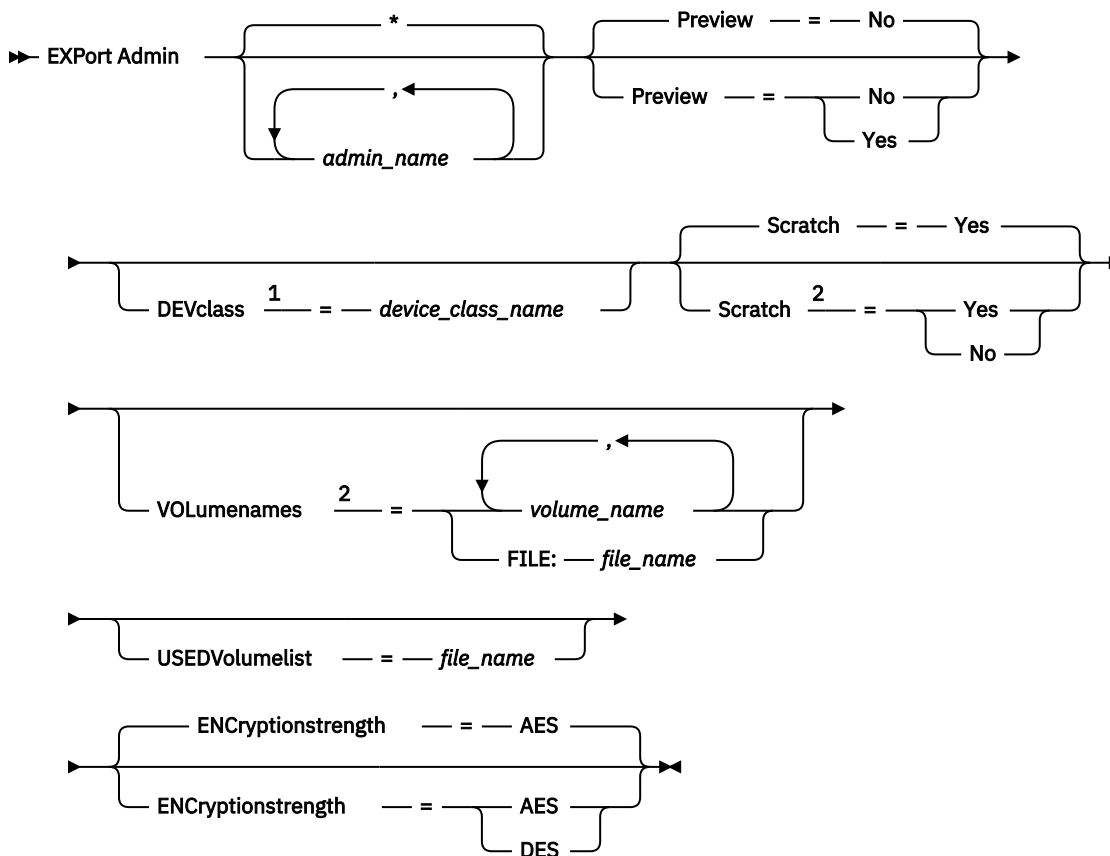 * Preview = No
EXPort Admin
, Preview = No
admin_name Yes
Scratch = Yes
DEVclass 1 = device_class_name Scratch 2 = Yes
No
,
VOLumenames 2 = volume_name
FILE: file_name
USEDVolumelist = file_name
ENCryptionstrength = AES
ENCryptionstrength = AES
DES